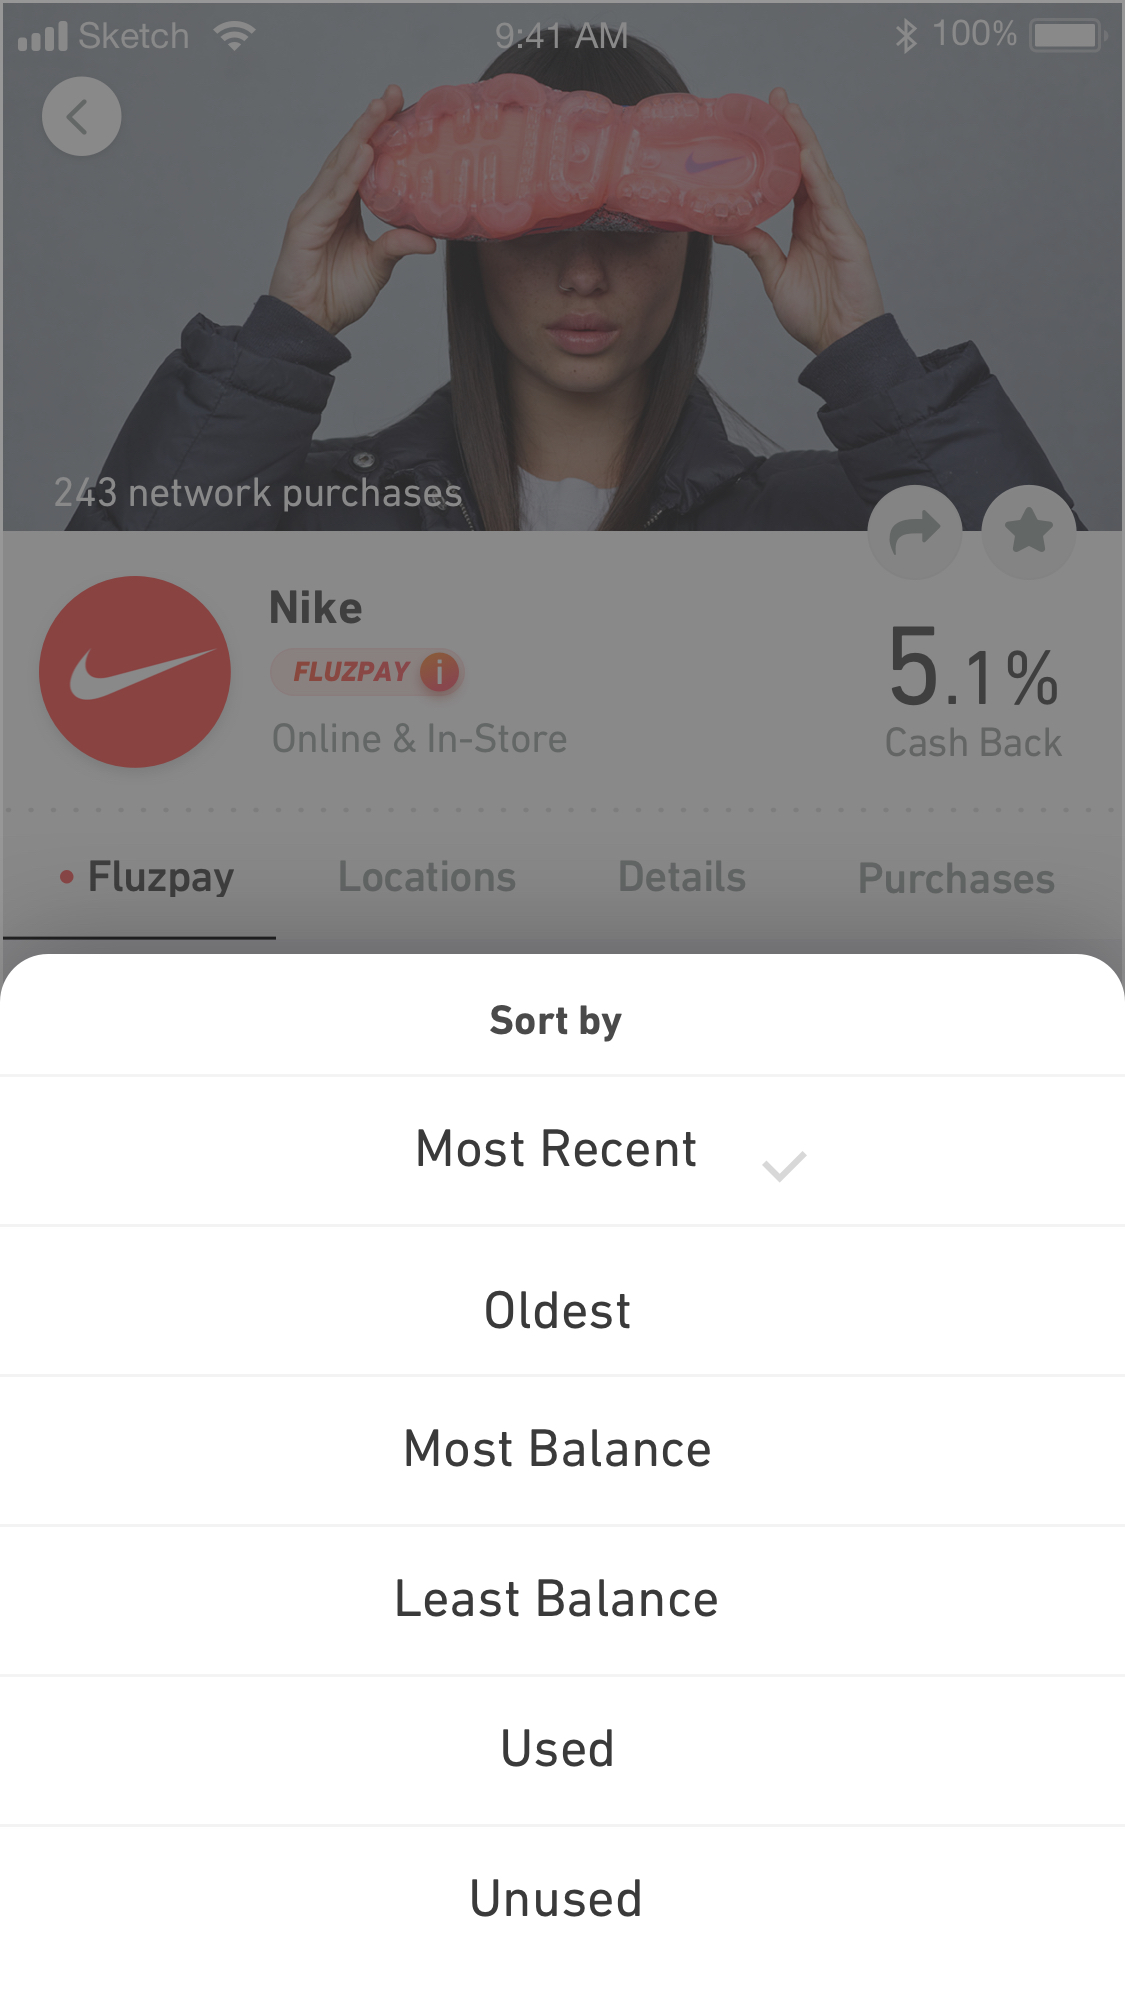 Sketch 9:41 AM 100%
243 network purchases
Nike
FLUZPAY i
Online & In-Store
5.1%
Cash Back
Fluzpay Locations Details Purchases
Sort by
Most Recent
Oldest
Most Balance
Least Balance
Used
Unused